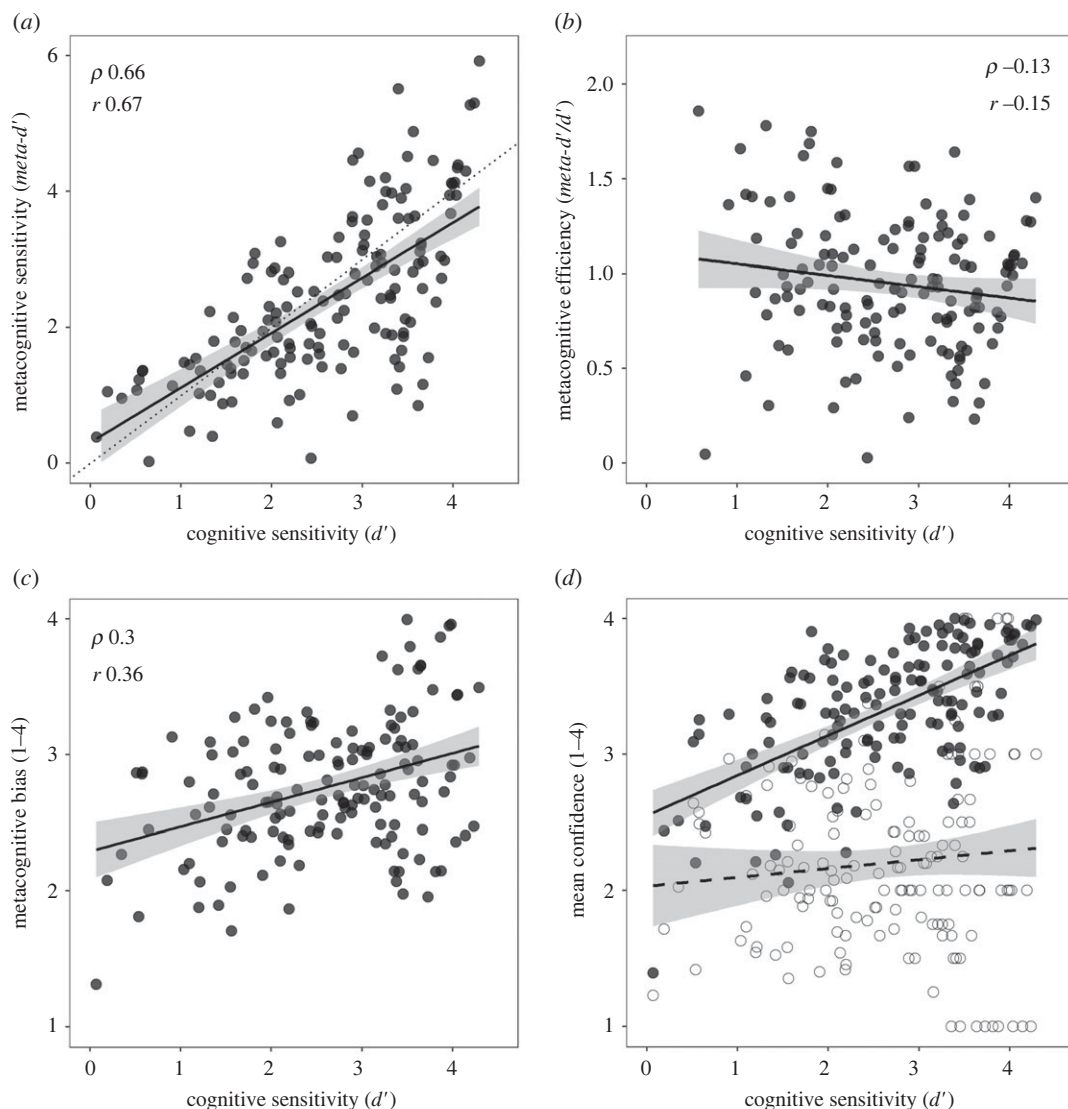 (a)
(b)
6
4
2
0
metacognitive sensitivity (meta-d′)
ρ 0.66
r 0.67
0 1 2 3 4
cognitive sensitivity (d′)
2.0
1.5
1.0
0.5
0
metacognitive efficiency (meta-d′/d′)
ρ –0.13
r –0.15
0 1 2 3 4
cognitive sensitivity (d′)
(c)
(d)
4
3
2
1
metacognitive bias (1–4)
ρ 0.3
r 0.36
0 1 2 3 4
cognitive sensitivity (d′)
4
3
2
1
mean confidence (1–4)
0 1 2 3 4
cognitive sensitivity (d′)